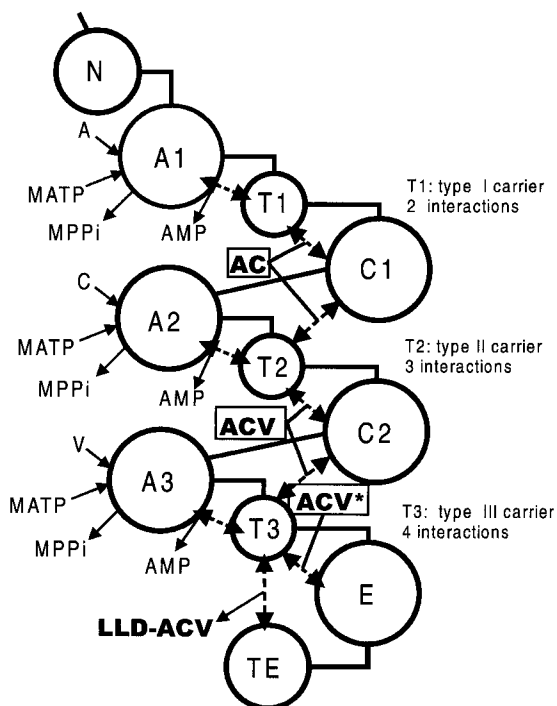 N
A
A1
MATP
MPPi
AMP
T1
T1: type I carrier
2 interactions
AC
C1
C
A2
MATP
MPPi
AMP
T2
T2: type II carrier
3 interactions
ACV
C2
V
A3
MATP
MPPi
AMP
ACV*
T3
T3: type III carrier
4 interactions
E
LLD-ACV
TE